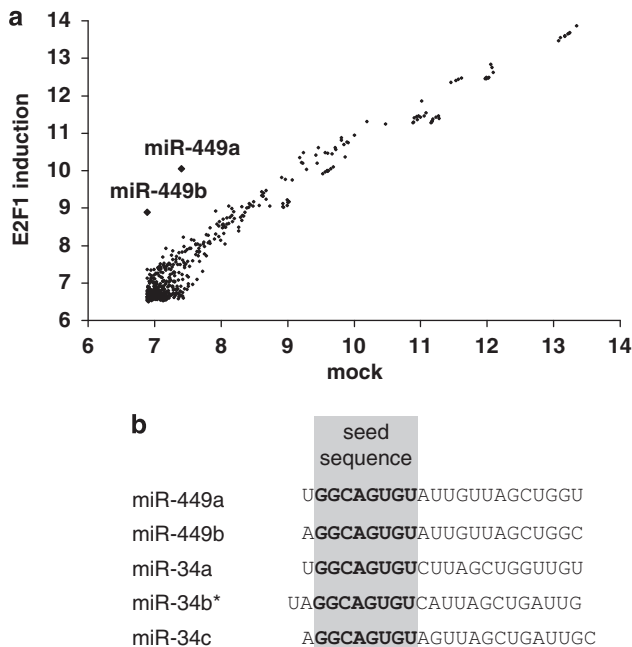 a
14
13
12
11
10
9
8
7
6
E2F1 induction
miR-449a
miR-449b
6 7 8 9 10 11 12 13 14
mock
b
seed
sequence
miR-449a UGGCAGUGUAUUGUUAGCUGGU
miR-449b AGGCAGUGUAUUGUUAGCUGGC
miR-34a UGGCAGUGUCUUAGCUGGUUGU
miR-34b* UAGGCAGUGUCAUUAGCUGAUUG
miR-34c AGGCAGUGUAGUUAGCUGAUUGC